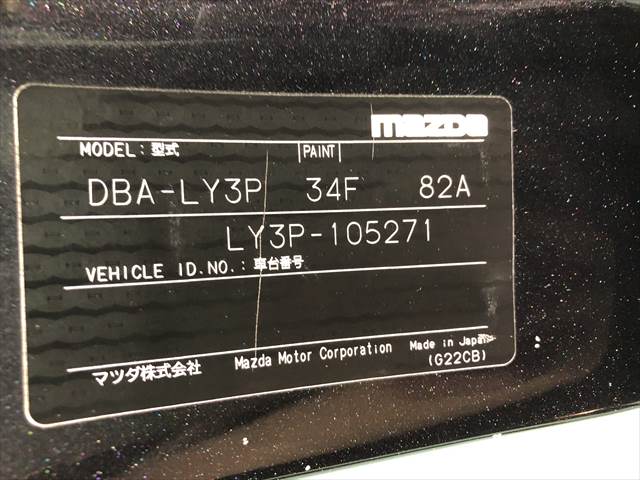 mazda
MODEL: 型式 |PAINT|
DBA-LY3P 34F 82A
LY3P-105271
VEHICLE ID.NO.: 車台番号
マツダ株式会社 Mazda Motor Corporation Made in Japan
(G22CB)